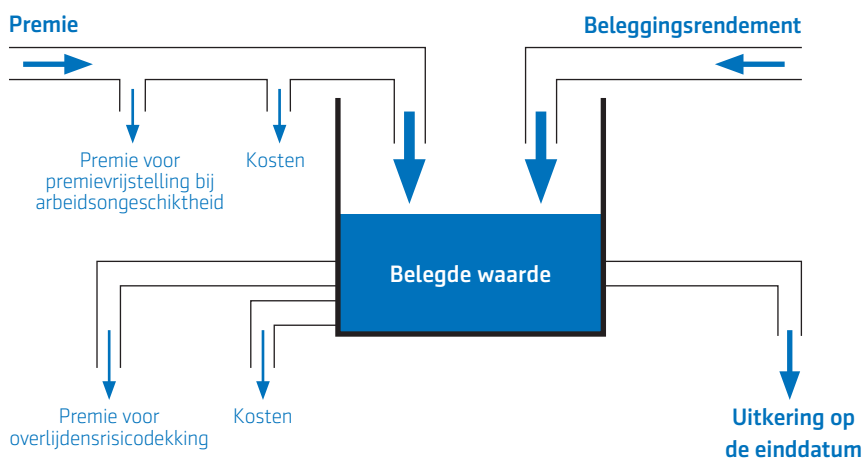 Premie
Beleggingsrendement
Premie voor
premievrijstelling bij
arbeidsongeschiktheid
Kosten
Belegde waarde
Premie voor
overlijdensrisicodekking
Kosten
Uitkering op
de einddatum